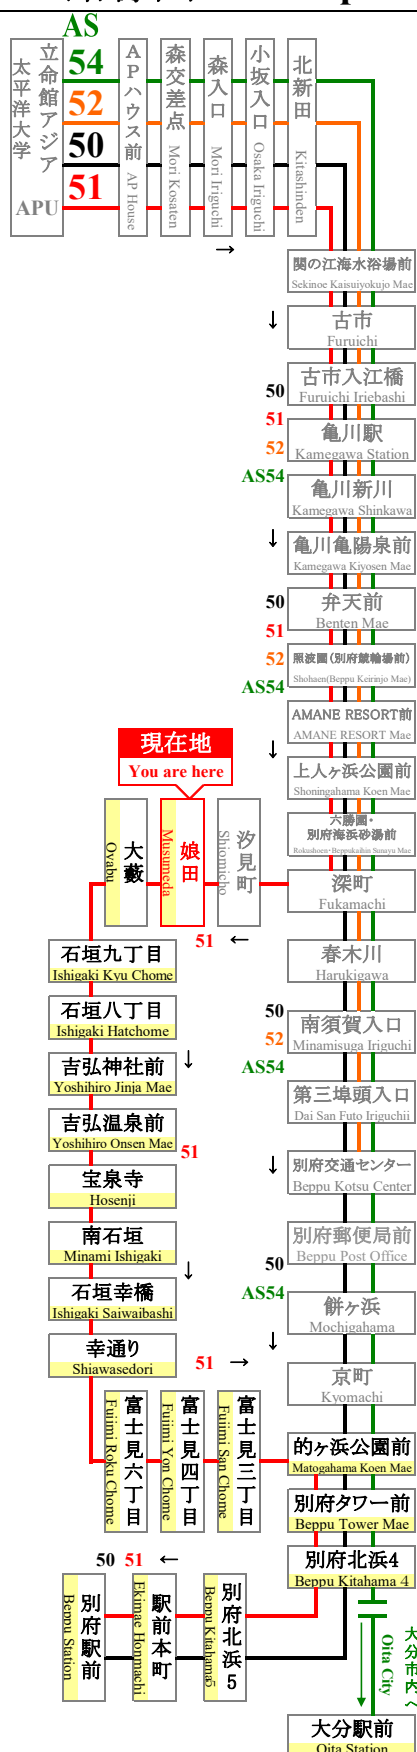 AS
54
52
50
51
立命館アジア
太平洋大学
APU
APハウス前
AP House
森交差点
Mori Kosaten
森入口
Mori Iriguchi
小坂入口
Osaka Iriguchi
北新田
Kitashinden
→
関の江海水浴場前
Sekinoe Kaisuiyokujo Mae
↓
古市
Furuichi
古市入江橋
Furuichi Iriebashi
50
51
52
AS54
亀川駅
Kamegawa Station
亀川新川
Kamegawa Shinkawa
↓
亀川亀陽泉前
Kamegawa Kiyosen Mae
弁天前
Benten Mae
50
51
52
AS54
照波園(別府競輪場前)
Shohaen(Beppu Keirinjo Mae)
AMANE RESORT前
AMANE RESORT Mae
↓
上人ヶ浜公園前
Shoningahama Koen Mae
六勝園・
別府海浜砂湯前
Rokushoen・Beppukaihin Sunayu Mae
現在地
You are here
大藪
Oyabu
娘田
Musumeda
汐見町
Shiomicho
深町
Fukamachi
51 ←
石垣九丁目
Ishigaki Kyu Chome
春木川
Harukigawa
石垣八丁目
Ishigaki Hatchome
50
52
AS54
南須賀入口
Minamisuga Iriguchi
吉弘神社前
Yoshihiro Jinja Mae
↓
第三埠頭入口
Dai San Futo Iriguchii
吉弘温泉前
Yoshihiro Onsen Mae
51
宝泉寺
Hosenji
↓
別府交通センター
Beppu Kotsu Center
南石垣
Minami Ishigaki
↓
別府郵便局前
Beppu Post Office
50
AS54
石垣幸橋
Ishigaki Saiwaibashi
餅ヶ浜
Mochigahama
幸通り
Shiawasedori
51 →
↓
京町
Kyomachi
富士見六丁目
Fujimi Roku Chome
富士見四丁目
Fujimi Yon Chome
富士見三丁目
Fujimi San Chome
的ヶ浜公園前
Matogahama Koen Mae
別府タワー前
Beppu Tower Mae
別府北浜4
Beppu Kitahama 4
50 51 ←
別府駅前
Beppu Station
駅前本町
Ekimae Honmachi
別府北浜5
Beppu Kitahama5
大分市内へ
Oita City
大分駅前
Oita Station